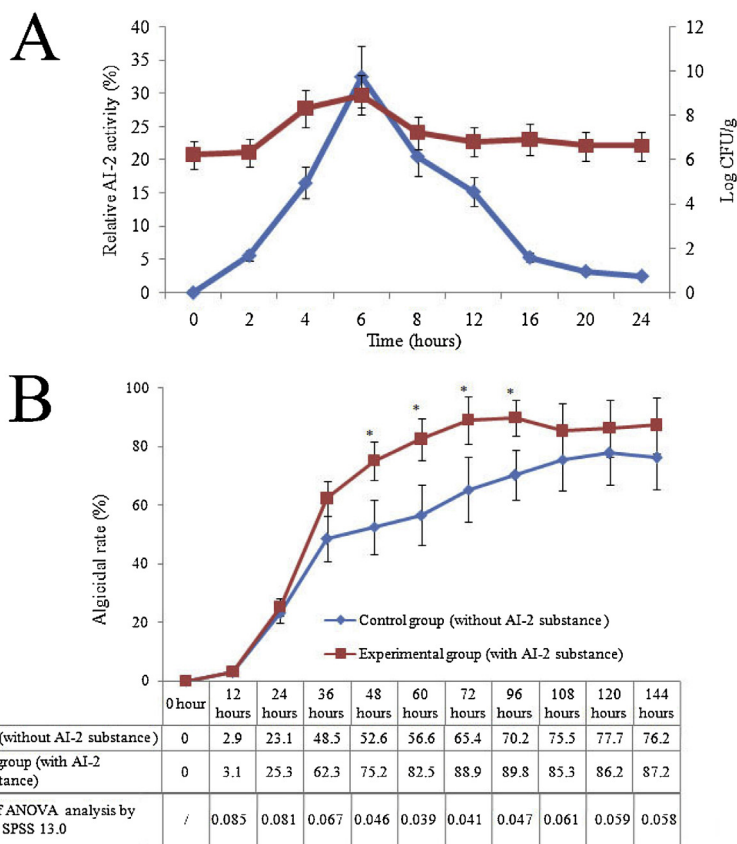 A
40
35
30
25
20
15
10
5
0
Relative AI-2 activity (%)
12
10
8
6
4
2
0
Log CFU/g
0 2 4 6 8 12 16 20 24
Time (hours)
B
100
80
60
40
20
0
Algicidal rate (%)
* * * *
Control group (without AI-2 substance)
Experimental group (with AI-2 substance)
0 hour 12 hours 24 hours 36 hours 48 hours 60 hours 72 hours 96 hours 108 hours 120 hours 144 hours
(without AI-2 substance) 0 2.9 23.1 48.5 52.6 56.6 65.4 70.2 75.5 77.7 76.2
group (with AI-2
tance) 0 3.1 25.3 62.3 75.2 82.5 88.9 89.8 85.3 86.2 87.2
ANOVA analysis by
SPSS 13.0 / 0.085 0.081 0.067 0.046 0.039 0.041 0.047 0.061 0.059 0.058